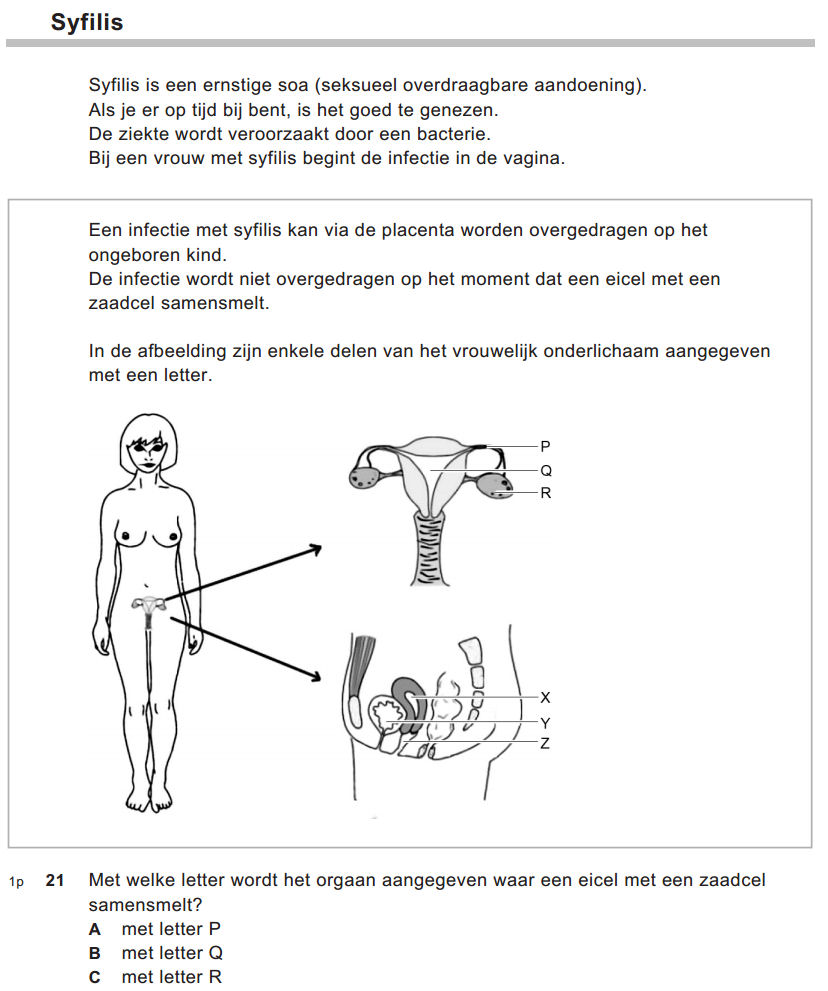 Syfilis
Syfilis is een ernstige soa (seksueel overdraagbare aandoening).
Als je er op tijd bij bent, is het goed te genezen.
De ziekte wordt veroorzaakt door een bacterie.
Bij een vrouw met syfilis begint de infectie in de vagina.
Een infectie met syfilis kan via de placenta worden overgedragen op het
ongeboren kind.
De infectie wordt niet overgedragen op het moment dat een eicel met een
zaadcel samensmelt.
In de afbeelding zijn enkele delen van het vrouwelijk onderlichaam aangegeven
met een letter.
P
Q
R
X
Y
Z
1p 21 Met welke letter wordt het orgaan aangegeven waar een eicel met een zaadcel
samensmelt?
A met letter P
B met letter Q
C met letter R